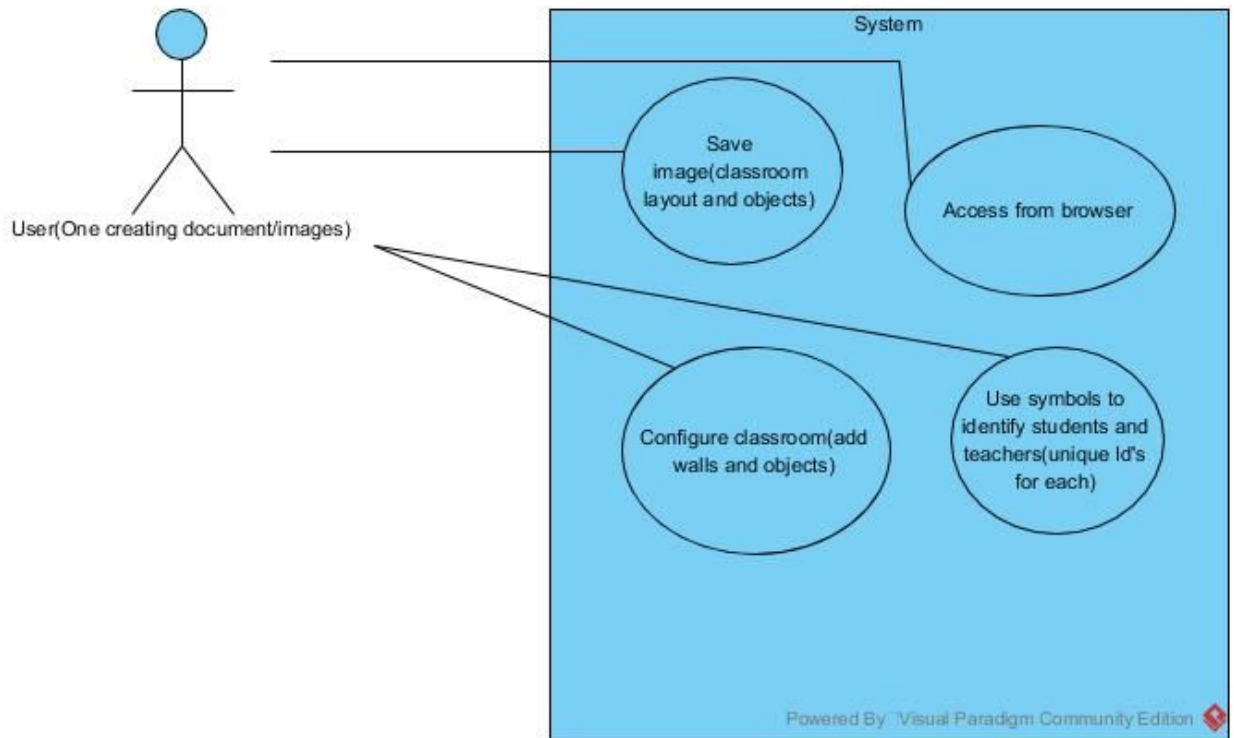 System
Save
image(classroom
layout and objects)
Access from browser
User(One creating document/images)
Configure classroom(add
walls and objects)
Use symbols to
identify students and
teachers(unique Id's
for each)
Powered By Visual Paradigm Community Edition